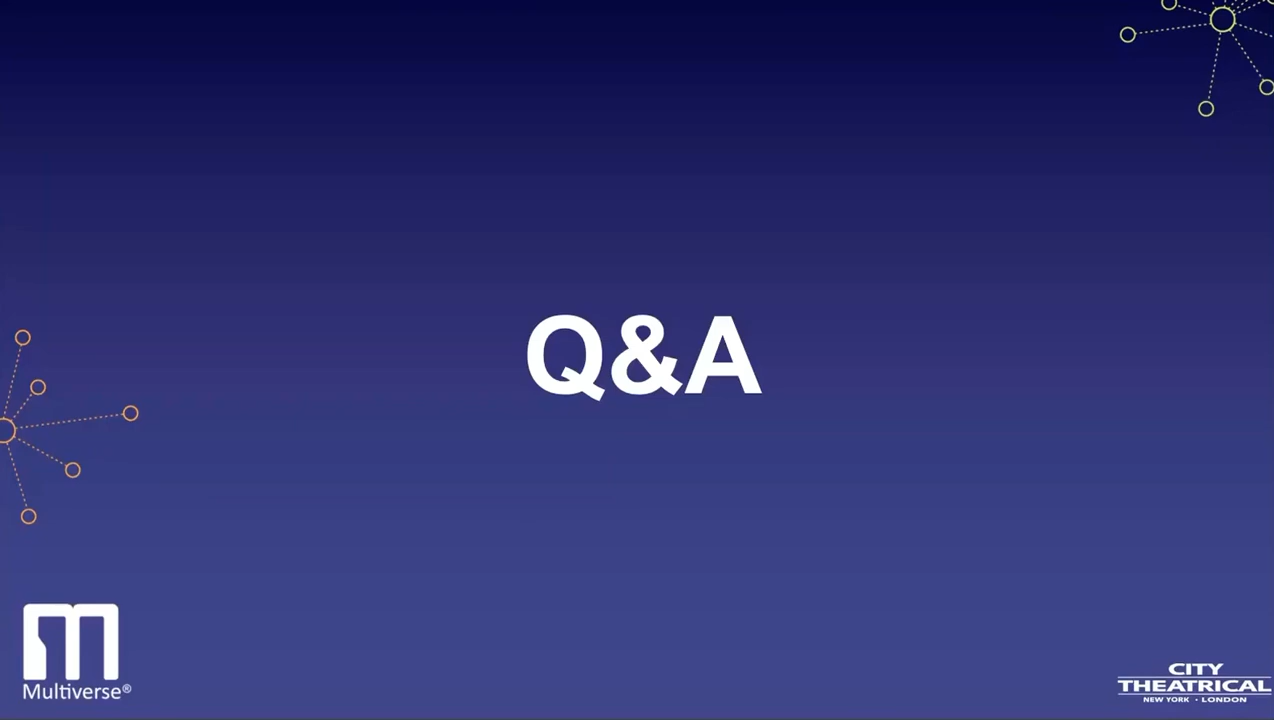 Q&A
Multiverse®
CITY
THEATRICAL
NEW YORK • LONDON